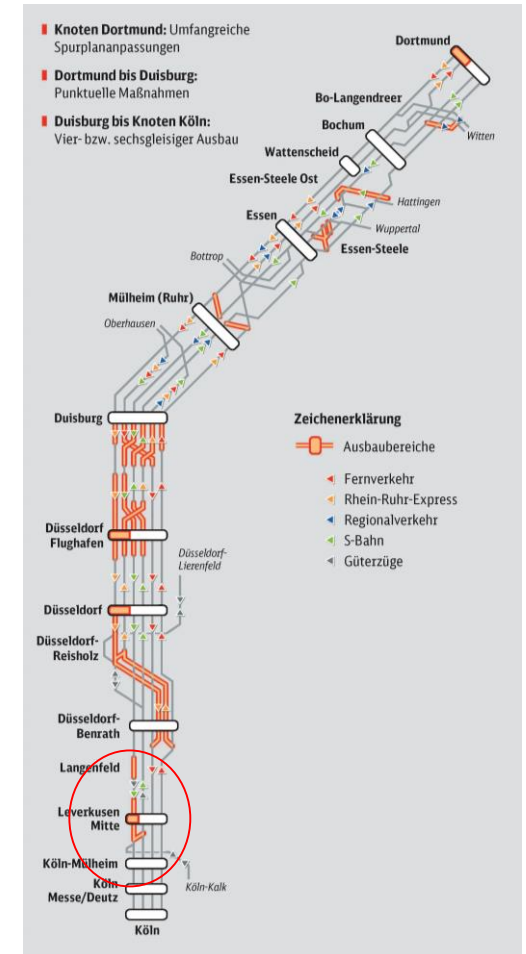 Knoten Dortmund: Umfangreiche
Spurplananpassungen
Dortmund bis Duisburg:
Punktuelle Maßnahmen
Duisburg bis Knoten Köln:
Vier- bzw. sechsgleisiger Ausbau
Dortmund
Bo-Langendreer
Bochum
Witten
Wattenscheid
Essen-Steele Ost
Hattingen
Essen
Wuppertal
Essen-Steele
Bottrop
Mülheim (Ruhr)
Oberhausen
Duisburg
Zeichenerklärung
Ausbaubereiche
Fernverkehr
Rhein-Ruhr-Express
Regionalverkehr
S-Bahn
Güterzüge
Düsseldorf
Flughafen
Düsseldorf-
Lierenfeld
Düsseldorf
Düsseldorf-
Reisholz
Düsseldorf-
Benrath
Langenfeld
Leverkusen
Mitte
Köln-Mülheim
Köln
Messe/Deutz
Köln-Kalk
Köln